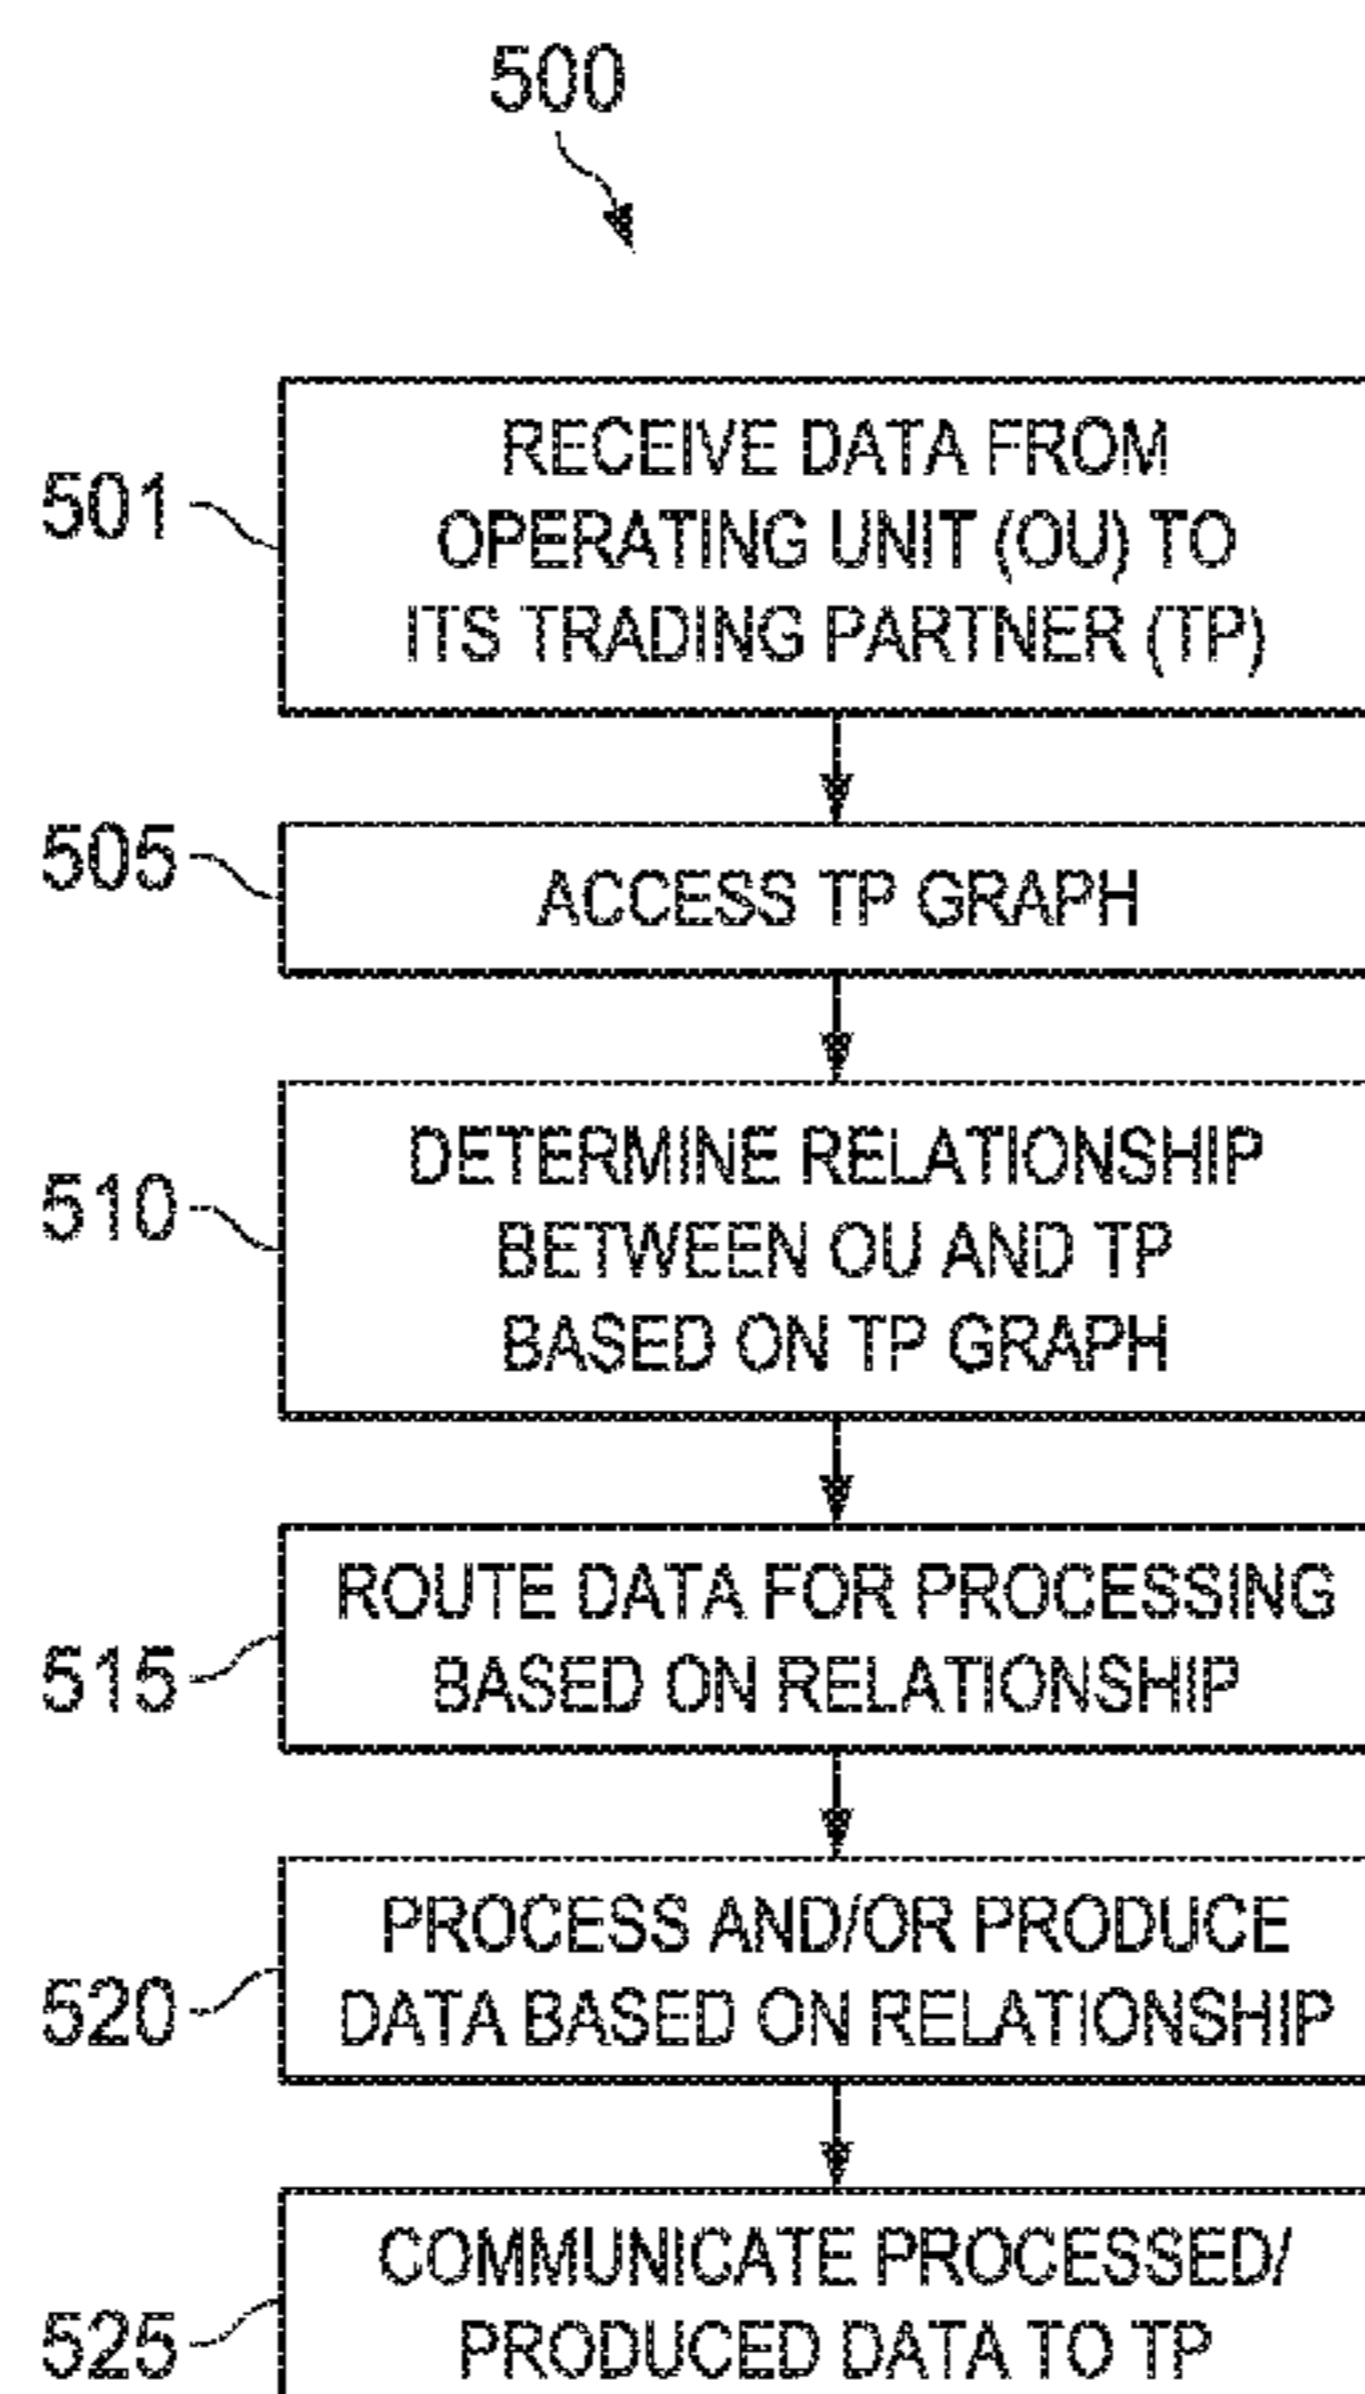 500
RECEIVE DATA FROM
501
OPERATING UNIT (OU) TO
ITS TRADING PARTNER (TP)
505
ACCESS TP GRAPH
DETERMINE RELATIONSHIP
510
BETWEEN OU AND TP
BASED ON TP GRAPH
ROUTE DATA FOR PROCESSING
515
BASED ON RELATIONSHIP
PROCESS AND/OR PRODUCE
520
DATA BASED ON RELATIONSHIP
COMMUNICATE PROCESSED/
525
PRODUCED DATA TO TP